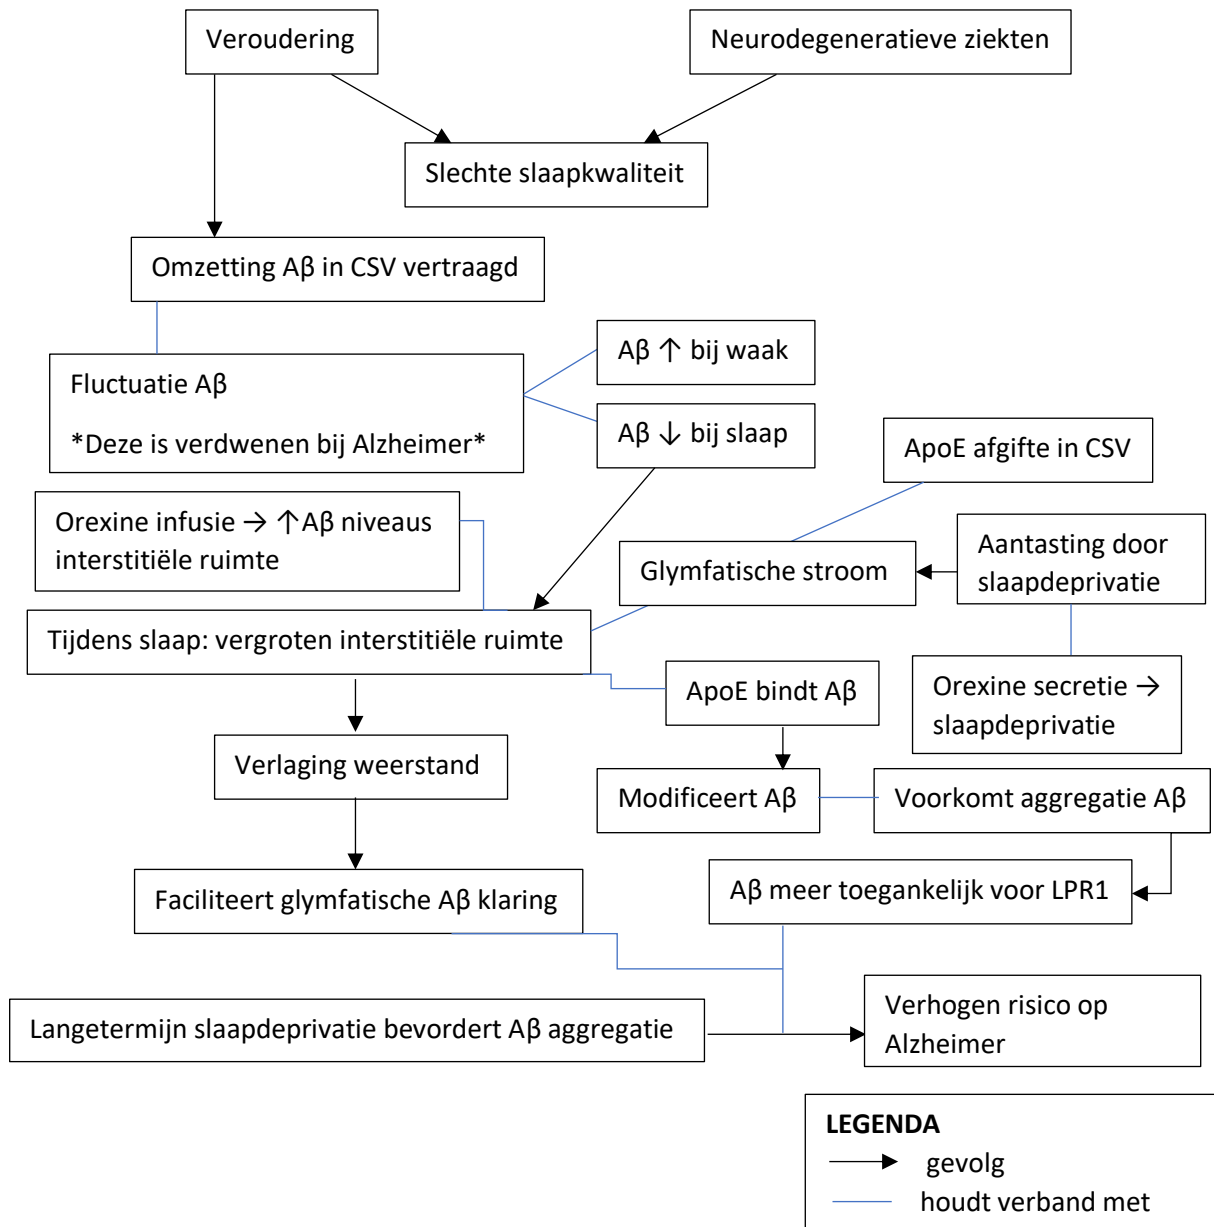 Veroudering
Neurodegeneratieve ziekten
Slechte slaapkwaliteit
Omzetting Aβ in CSV vertraagd
Fluctuatie Aβ
*Deze is verdwenen bij Alzheimer*
Aβ ↑ bij waak
Aβ ↓ bij slaap
ApoE afgifte in CSV
Orexine infusie → ↑Aβ niveaus
interstitiële ruimte
Glymfatische stroom
Aantasting door
slaapdeprivatie
Tijdens slaap: vergroten interstitiële ruimte
ApoE bindt Aβ
Orexine secretie →
slaapdeprivatie
Verlaging weerstand
Modificeert Aβ
Voorkomt aggregatie Aβ
Faciliteert glymfatische Aβ klaring
Aβ meer toegankelijk voor LPR1
Langetermijn slaapdeprivatie bevordert Aβ aggregatie
Verhogen risico op
Alzheimer
LEGENDA
gevolg
houdt verband met